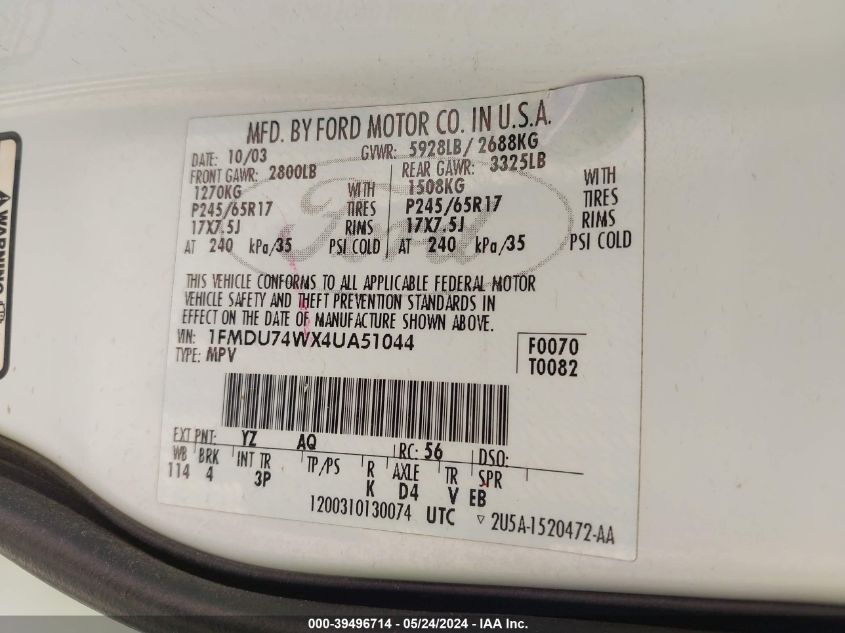 MFD. BY FORD MOTOR CO. IN U.S.A.
DATE: 10/03 GVWR: 5928LB/ 2688KG
FRONT GAWR: 2800LB REAR GAWR: 3325LB
1270KG WITH 1508KG WITH
P245/65R17 TIRES P245/65R17 TIRES
17X7.5J RIMS 17X7.5J RIMS
AT 240 kPa/35 PSI COLD AT 240 kPa/35 PSI COLD
Ford
THIS VEHICLE CONFORMS TO ALL APPLICABLE FEDERAL MOTOR
VEHICLE SAFETY AND THEFT PREVENTION STANDARDS IN
EFFECT ON THE DATE OF MANUFACTURE SHOWN ABOVE.
VIN: 1FMDU74WX4UA51044 F0070
TYPE: MPV T0082
EXT PNT: YZ AQ RC: 56 DSO:
WB BRK INT TR TP/PS R AXLE TR SPR
114 4 3P K D4 V EB
1200310130074 UTC ▽ 2U5A-1520472-AA
WARNING
000-39496714 / 05/24/2024 / Copyright 2024 IAA, Inc.